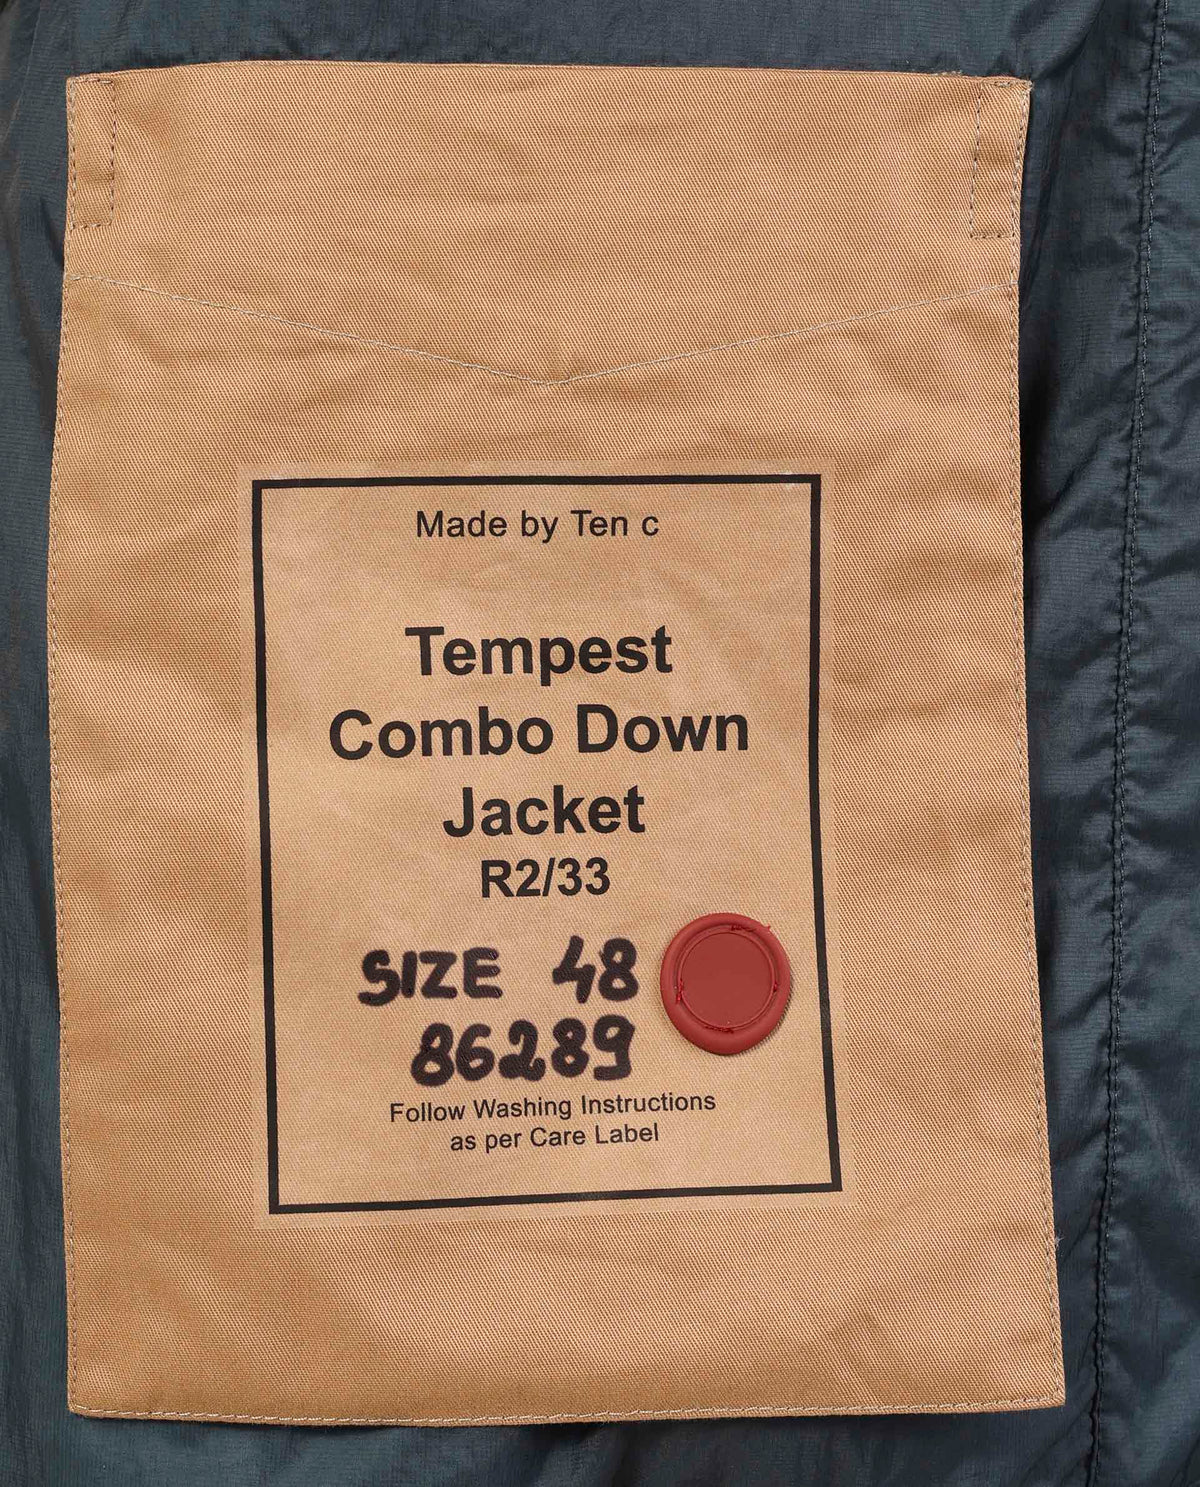 Made by Ten c
Tempest
Combo Down
Jacket
R2/33
SIZE 48
86289
Follow Washing Instructions
as per Care Label